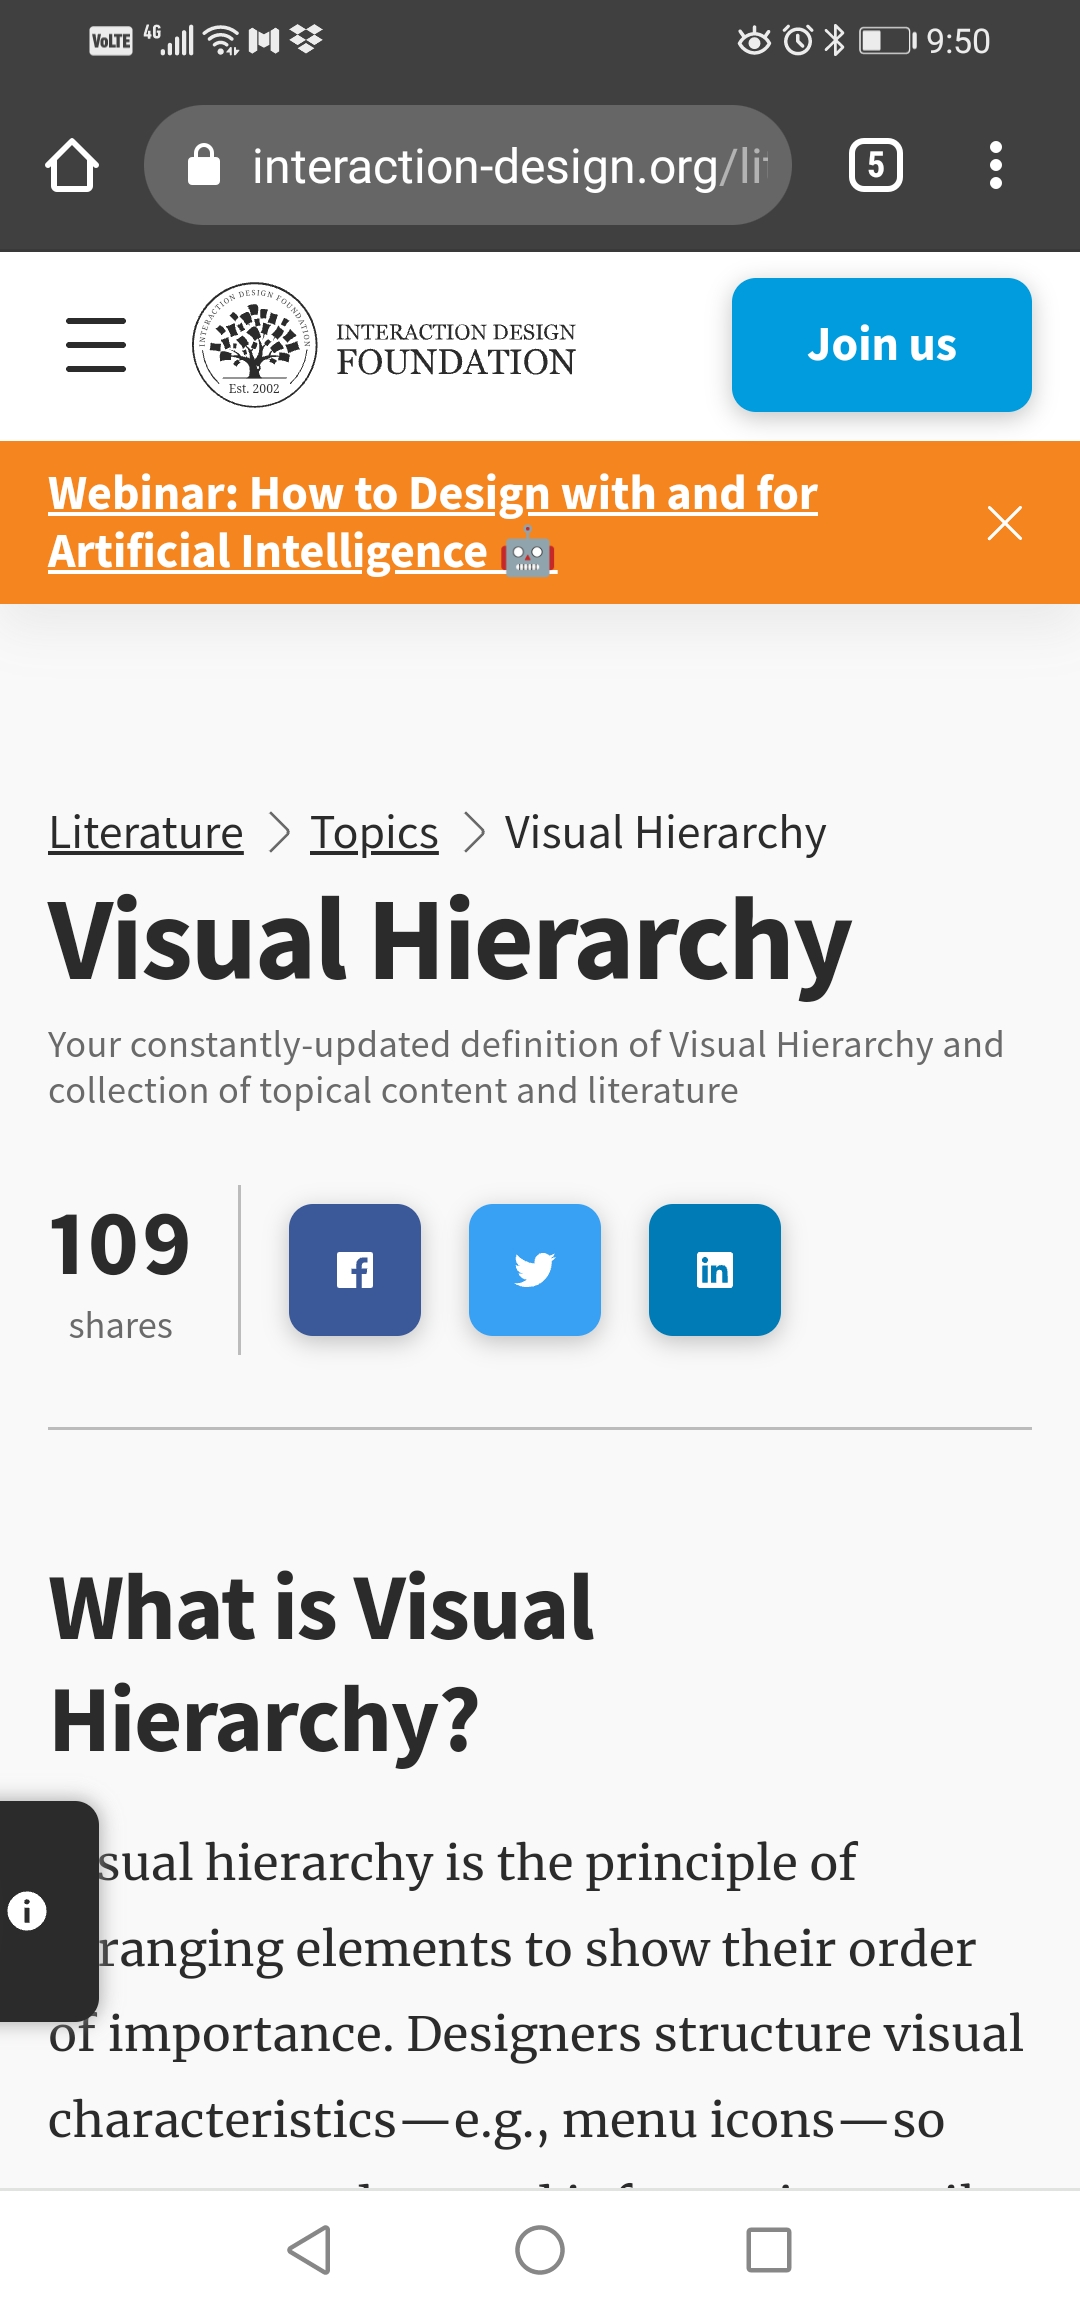 VoLTE 4G 9:50
interaction-design.org/li
5
INTERACTION DESIGN FOUNDATION
Est. 2002
INTERACTION DESIGN
FOUNDATION
Join us
Webinar: How to Design with and for
Artificial Intelligence 🤖
Literature > Topics > Visual Hierarchy
Visual Hierarchy
Your constantly-updated definition of Visual Hierarchy and
collection of topical content and literature
109
shares
What is Visual
Hierarchy?
sual hierarchy is the principle of
ranging elements to show their order
of importance. Designers structure visual
characteristics—e.g., menu icons—so